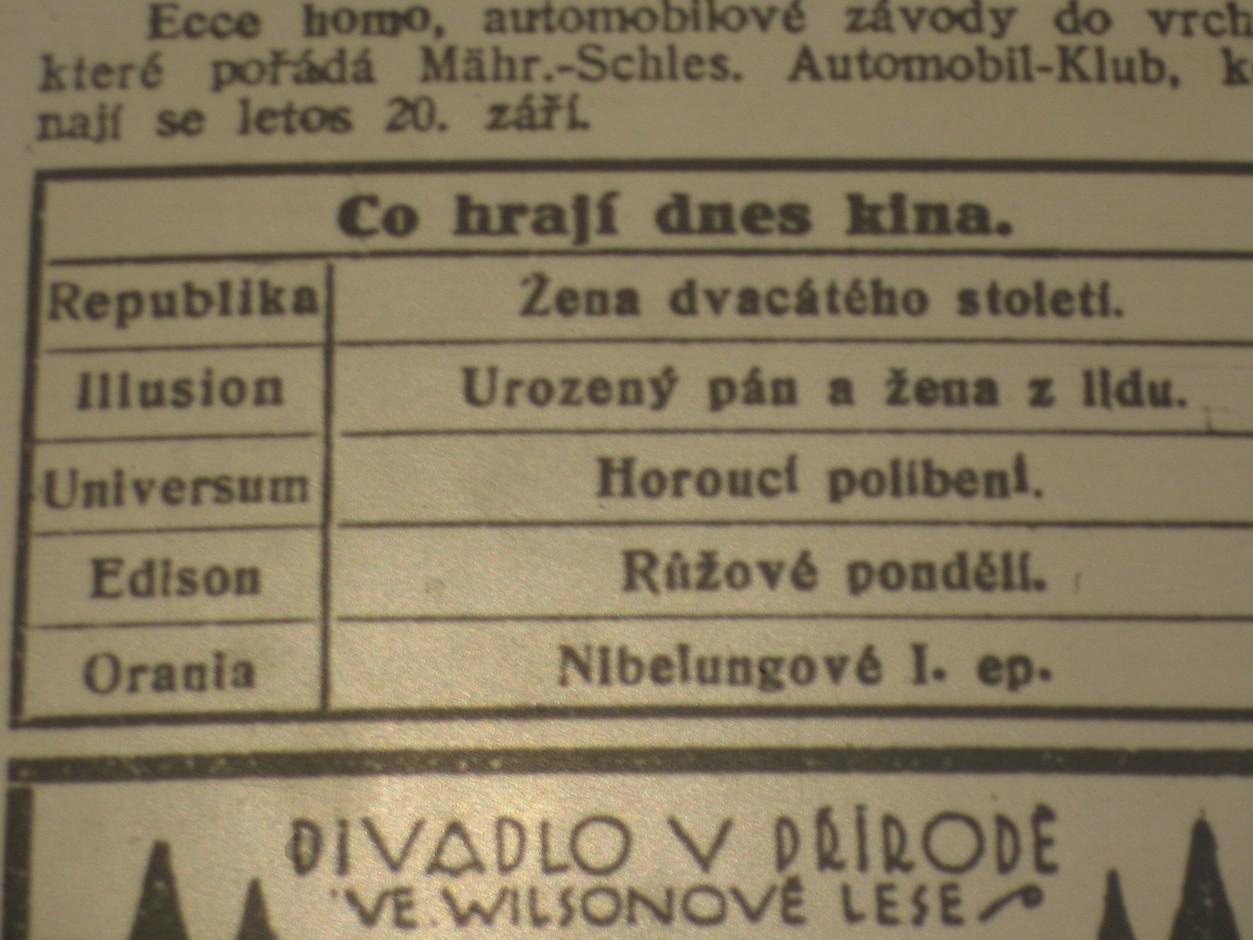 Ecce homo, automobilové závody do vrch
které pořádá Mähr.-Schles. Automobil-Klub, k
nají se letos 20. září.
Co hrají dnes kina.
Republika Žena dvacátého století.
Illusion Urozený pán a žena z lidu.
Universum Horoucí políbení.
Edison Růžové pondělí.
Orania Nibelungové I. ep.
DIVADLO V PŘÍRODĚ
VE WILSONOVĚ LESE